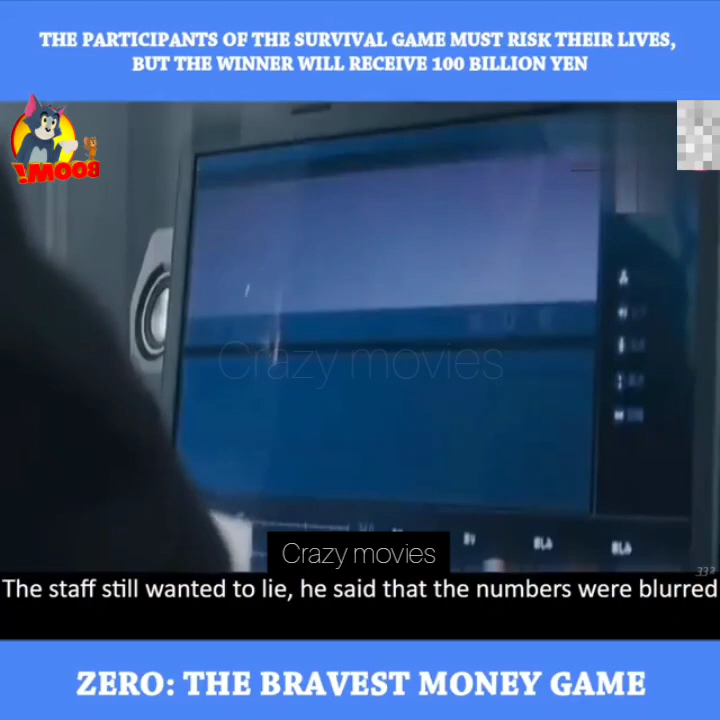 THE PARTICIPANTS OF THE SURVIVAL GAME MUST RISK THEIR LIVES,
BUT THE WINNER WILL RECEIVE 100 BILLION YEN
BOOM!
Crazy movies
Crazy movies
The staff still wanted to lie, he said that the numbers were blurred
ZERO: THE BRAVEST MONEY GAME